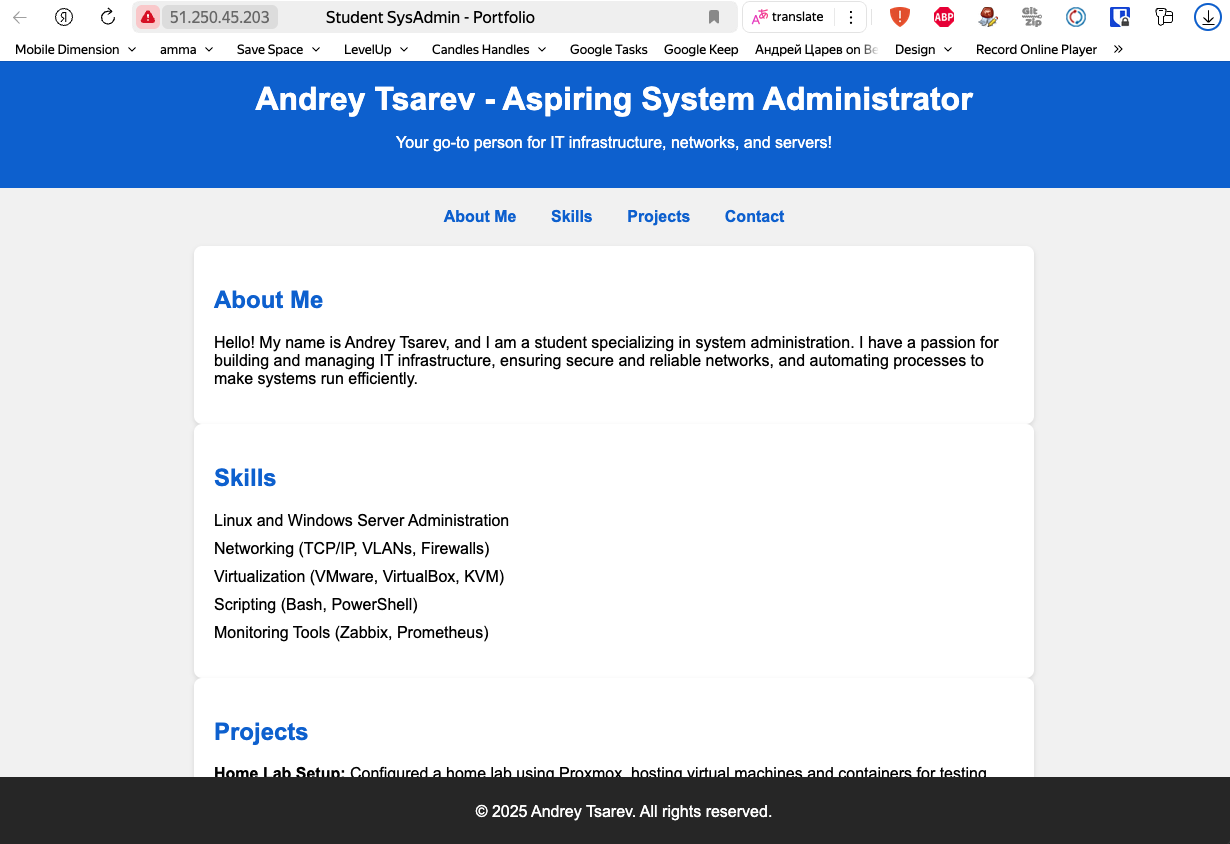 51.250.45.203 Student SysAdmin - Portfolio translate ABP Git Zip
Mobile Dimension amma Save Space LevelUp Candles Handles Google Tasks Google Keep Андрей Царев on Be Design Record Online Player »
Andrey Tsarev - Aspiring System Administrator
Your go-to person for IT infrastructure, networks, and servers!
About Me Skills Projects Contact
About Me
Hello! My name is Andrey Tsarev, and I am a student specializing in system administration. I have a passion for
building and managing IT infrastructure, ensuring secure and reliable networks, and automating processes to
make systems run efficiently.
Skills
Linux and Windows Server Administration
Networking (TCP/IP, VLANs, Firewalls)
Virtualization (VMware, VirtualBox, KVM)
Scripting (Bash, PowerShell)
Monitoring Tools (Zabbix, Prometheus)
Projects
Home Lab Setup: Configured a home lab using Proxmox, hosting virtual machines and containers for testing
© 2025 Andrey Tsarev. All rights reserved.